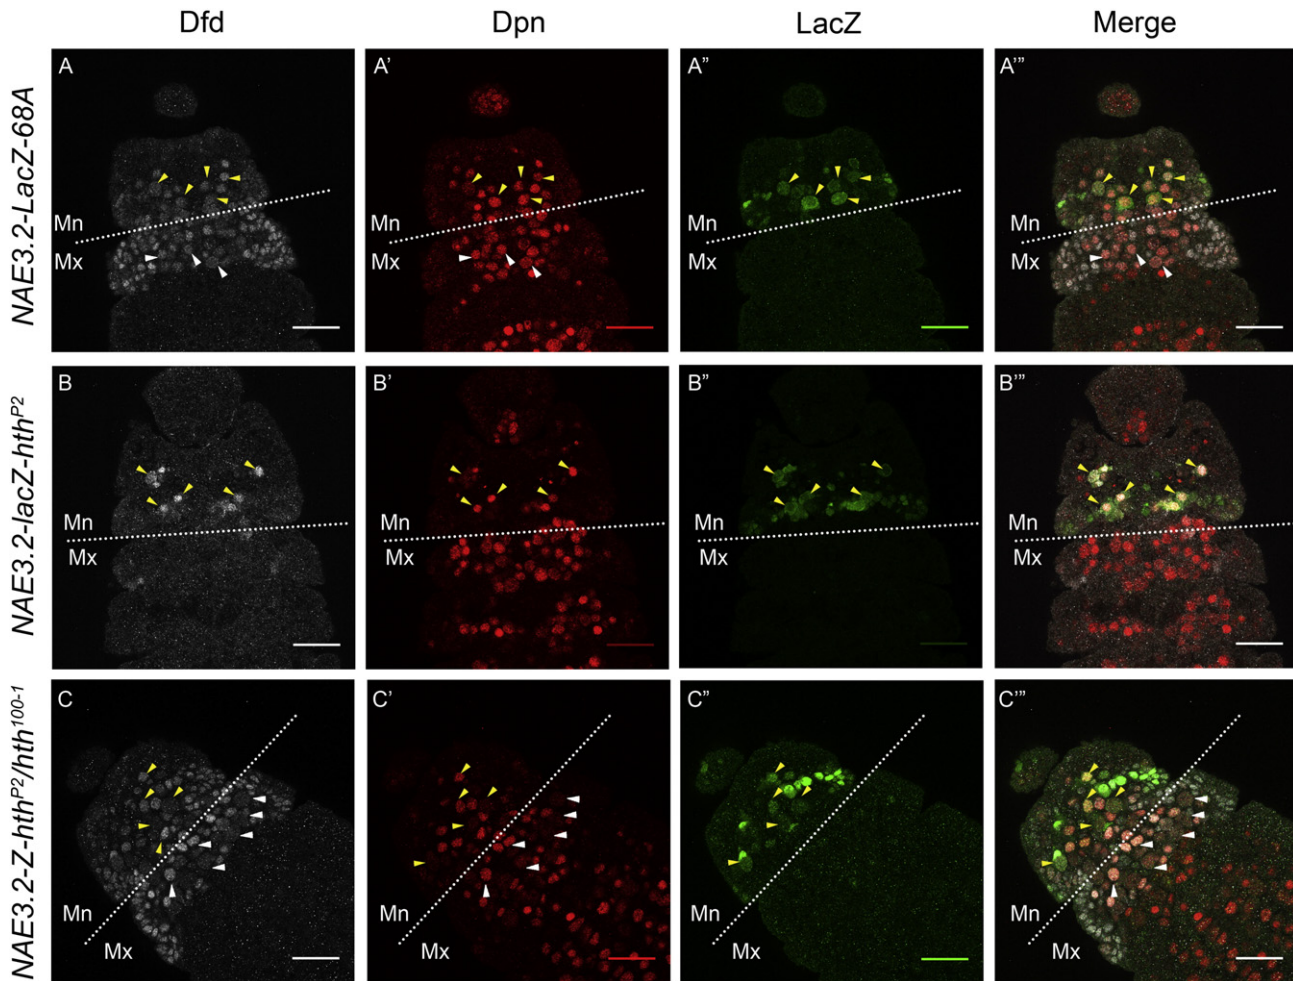 Dfd Dpn LacZ Merge
NAE3.2-LacZ-68A
A A' A" A'"
Mn Mn Mn Mn
Mx Mx Mx Mx
NAE3.2-lacZ-hthP2
B B' B" B'"
Mn Mn Mn Mn
Mx Mx Mx Mx
NAE3.2-Z-hthP2/hth100-1
C C' C" C'"
Mn Mn Mn Mn
Mx Mx Mx Mx